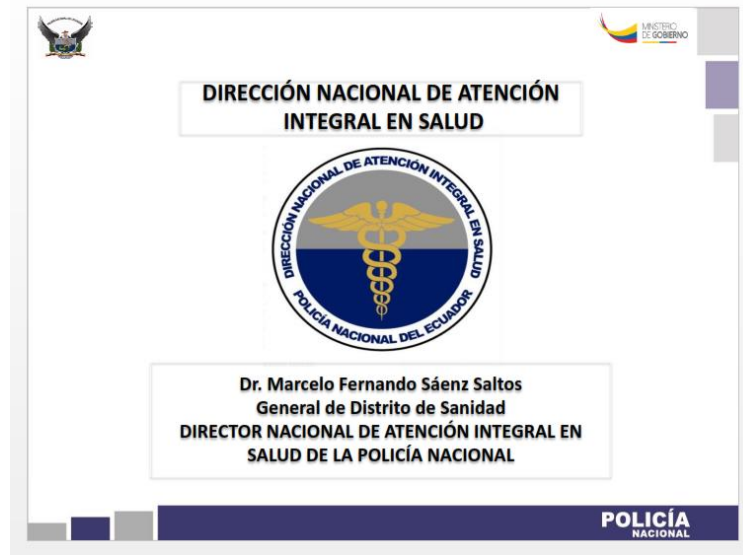 MINISTERIO
DE GOBIERNO
DIRECCIÓN NACIONAL DE ATENCIÓN
INTEGRAL EN SALUD
DIRECCIÓN NACIONAL DE ATENCIÓN INTEGRAL EN SALUD
POLICÍA NACIONAL DEL ECUADOR
Dr. Marcelo Fernando Sáenz Saltos
General de Distrito de Sanidad
DIRECTOR NACIONAL DE ATENCIÓN INTEGRAL EN
SALUD DE LA POLICÍA NACIONAL
POLICÍA
NACIONAL